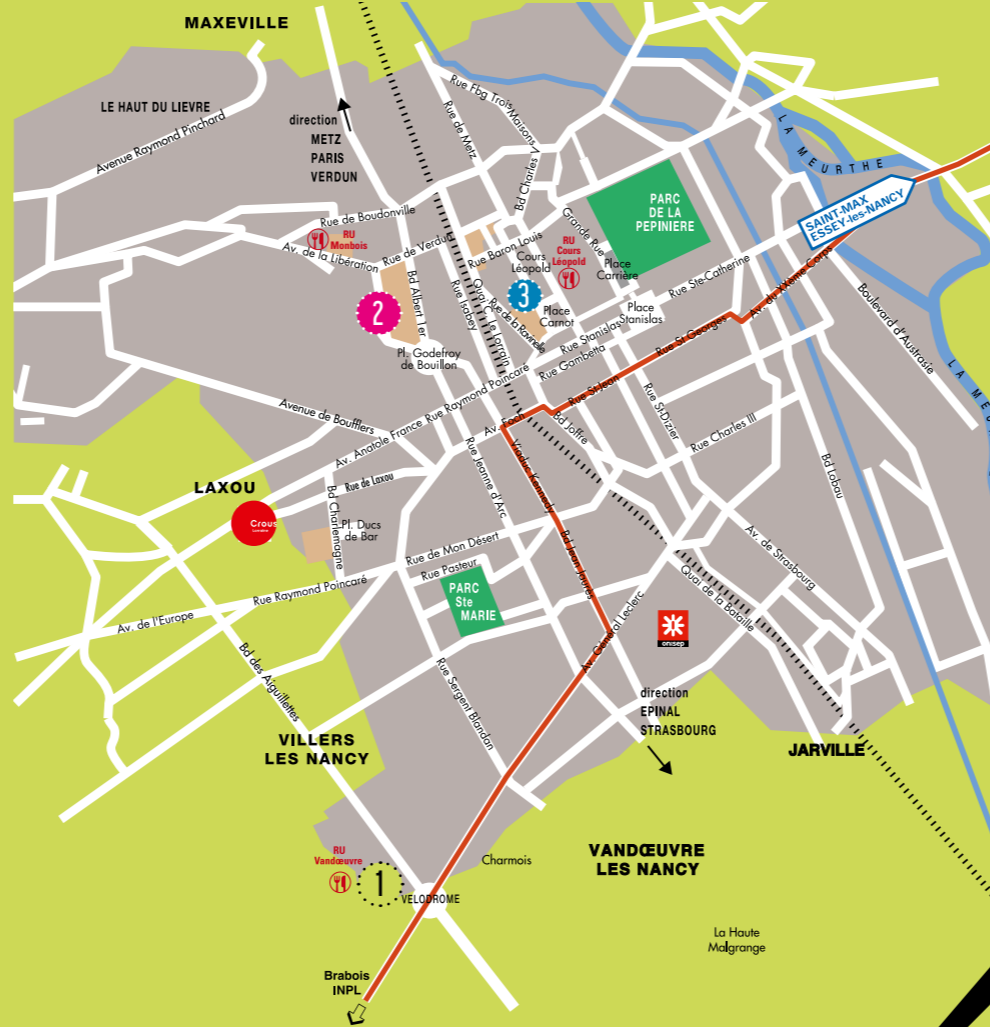 MAXEVILLE
LE HAUT DU LIEVRE
Avenue Raymond Pinchard
direction
METZ
PARIS
VERDUN
Rue de Metz
Rue Fbg Trois-Maisons
Bd Charles
LA MEURTHE
SAINT-MAX
ESSEY-les-NANCY
PARC
DE LA
PEPINIERE
Rue de Boudonville
RU
Monbois
Av. de la Libération
Rue de Verdun
Rue Baron Louis
Cours
Léopold
RU
Cours
Léopold
Grande Rue
Place
Carrière
Rue Ste-Catherine
Av. du XXème Corps
Boulevard d'Austrasie
LA MEU
2
Bd Albert 1er
Rue Isabey
Quai C. Le Lorrain
3
Rue de la Ravinelle
Place
Carnot
Place
Stanislas
Rue Stanislas
Rue Gambetta
Rue St Georges
Pl. Godefroy
de Bouillon
Rue Raymond Poincaré
Rue St Jean
Rue St-Dizier
Avenue de Boufflers
Av. Anatole France
Av. Foch
Bd Joffre
Rue Charles III
Bd Lobau
LAXOU
Rue de Laxou
Rue Jeanne d'Arc
Viaduc Kennedy
Crous
Bd Charlemagne
Pl. Ducs
de Bar
Rue de Mon Désert
Bd Jean Jaurès
Av. de Strasbourg
Rue Pasteur
Quai de la Bataille
Rue Raymond Poincaré
PARC
Ste
MARIE
Av. de l'Europe
Av. Général Leclerc
onisep
Bd des Aiguillettes
Rue Sergent Blandan
direction
EPINAL
STRASBOURG
VILLERS
LES NANCY
JARVILLE
RU
Vandœuvre
1
Charmois
VANDŒUVRE
LES NANCY
VELODROME
La Haute
Malgrange
Brabois
INPL